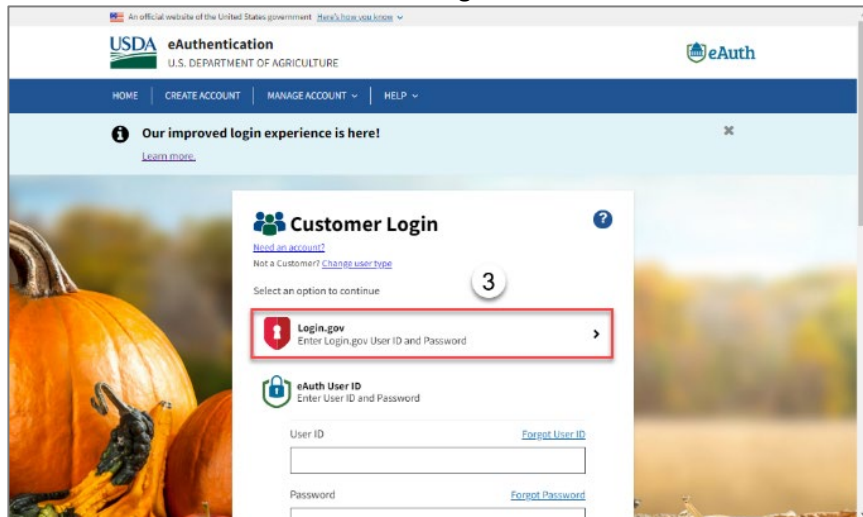 An official website of the United States government Here's how you know
USDA eAuthentication
U.S. DEPARTMENT OF AGRICULTURE
eAuth
HOME CREATE ACCOUNT MANAGE ACCOUNT HELP
Our improved login experience is here!
Learn more.
Customer Login
Need an account?
Not a Customer? Change user type
Select an option to continue
3
Login.gov
Enter Login.gov User ID and Password
eAuth User ID
Enter User ID and Password
User ID Forgot User ID
Password Forgot Password